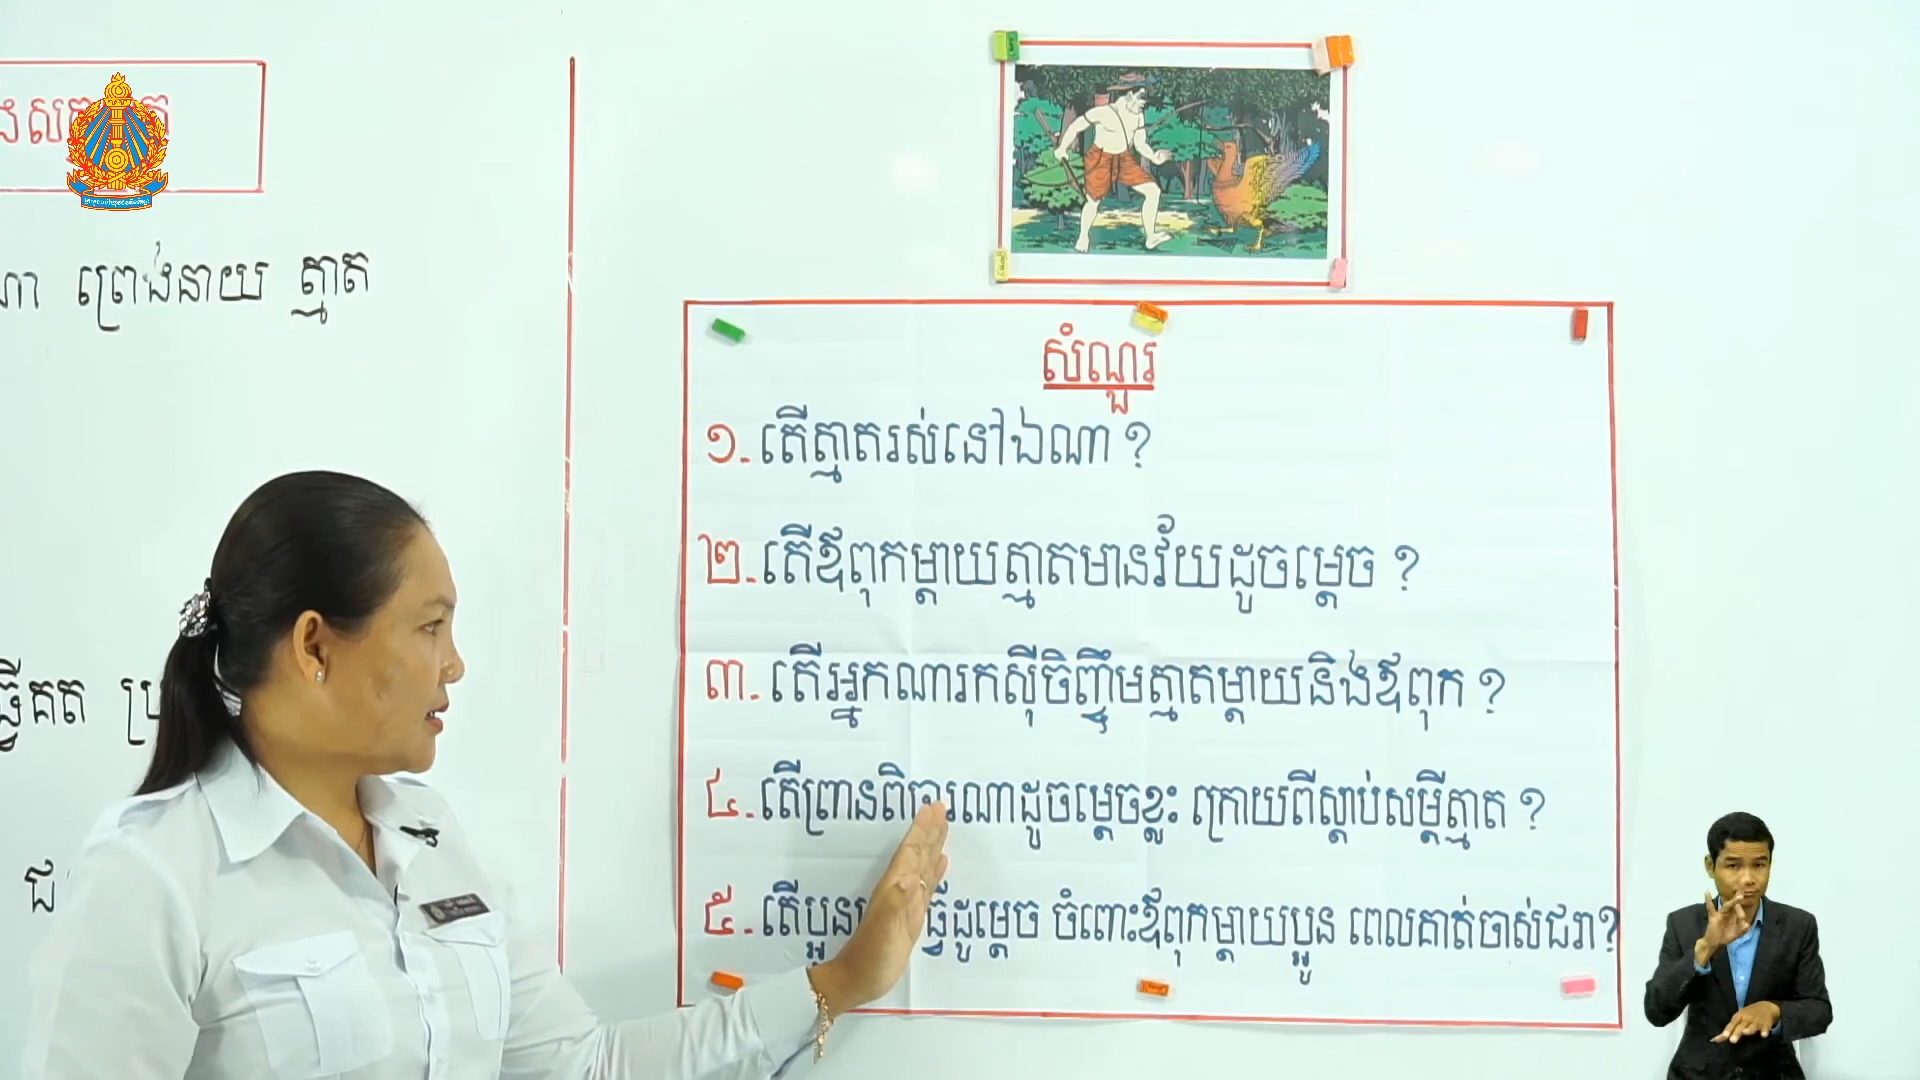 ព្រេងនាយ ត្មាត
សំណួរ
១. តើត្មាតរស់នៅឯណា ?
២. តើឪពុកម្ដាយត្មាតមានវ័យដូចម្ដេច ?
៣. តើអ្នកណារកស៊ីចិញ្ចឹមត្មាតម្ដាយនិងឪពុក ?
៤. តើព្រានពិចារណាដូចម្ដេចខ្លះ ក្រោយពីស្ដាប់សម្ដីត្មាត ?
៥. តើប្អូន ធ្វើដូម្ដេច ចំពោះឪពុកម្ដាយប្អូន ពេលគាត់ចាស់ជរា?